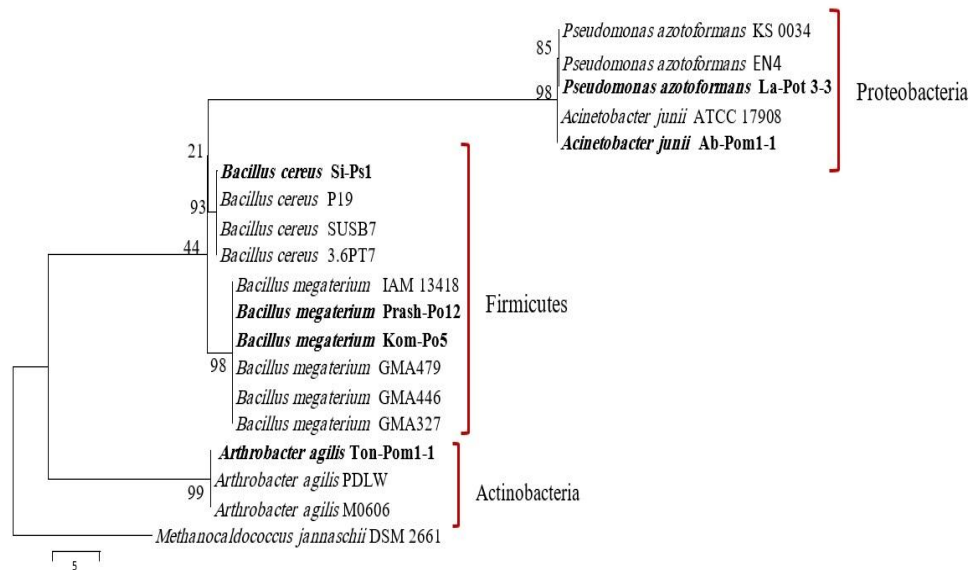 Pseudomonas azotoformans KS 0034
85
Pseudomonas azotoformans EN4
Pseudomonas azotoformans La-Pot 3-3
98
Proteobacteria
Acinetobacter junii ATCC 17908
Acinetobacter junii Ab-Pom1-1
21
Bacillus cereus Si-Ps1
Bacillus cereus P19
93
Bacillus cereus SUSB7
44
Bacillus cereus 3.6PT7
Bacillus megaterium IAM 13418
Firmicutes
Bacillus megaterium Prash-Po12
Bacillus megaterium Kom-Po5
98
Bacillus megaterium GMA479
Bacillus megaterium GMA446
Bacillus megaterium GMA327
Arthrobacter agilis Ton-Pom1-1
Arthrobacter agilis PDLW
99
Actinobacteria
Arthrobacter agilis M0606
Methanocaldococcus jannaschii DSM 2661
5